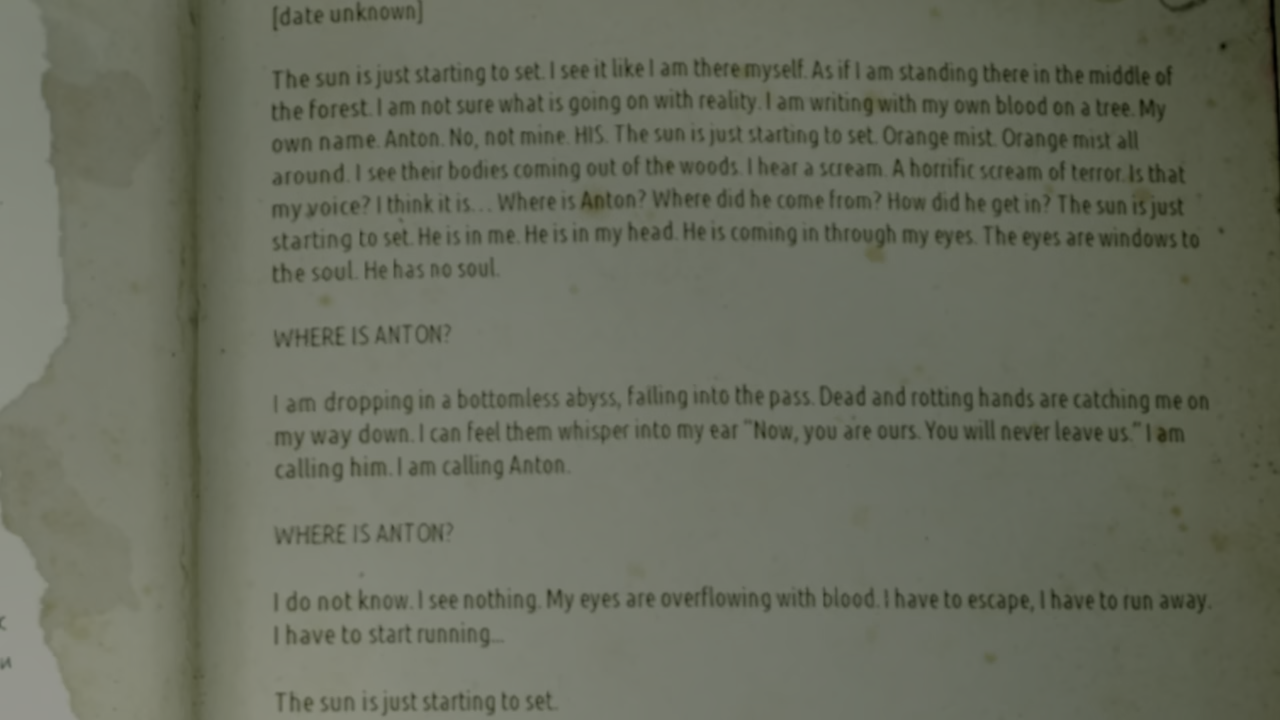 [date unknown]
The sun is just starting to set. I see it like I am there myself. As if I am standing there in the middle of
the forest. I am not sure what is going on with reality. I am writing with my own blood on a tree. My
own name. Anton. No, not mine. HIS. The sun is just starting to set. Orange mist. Orange mist all
around. I see their bodies coming out of the woods. I hear a scream. A horrific scream of terror. Is that
my voice? I think it is... Where is Anton? Where did he come from? How did he get in? The sun is just
starting to set. He is in me. He is in my head. He is coming in through my eyes. The eyes are windows to
the soul. He has no soul.
WHERE IS ANTON?
I am dropping in a bottomless abyss, falling into the pass. Dead and rotting hands are catching me on
my way down. I can feel them whisper into my ear "Now, you are ours. You will never leave us." I am
calling him. I am calling Anton.
WHERE IS ANTON?
I do not know. I see nothing. My eyes are overflowing with blood. I have to escape, I have to run away.
I have to start running...
The sun is just starting to set.